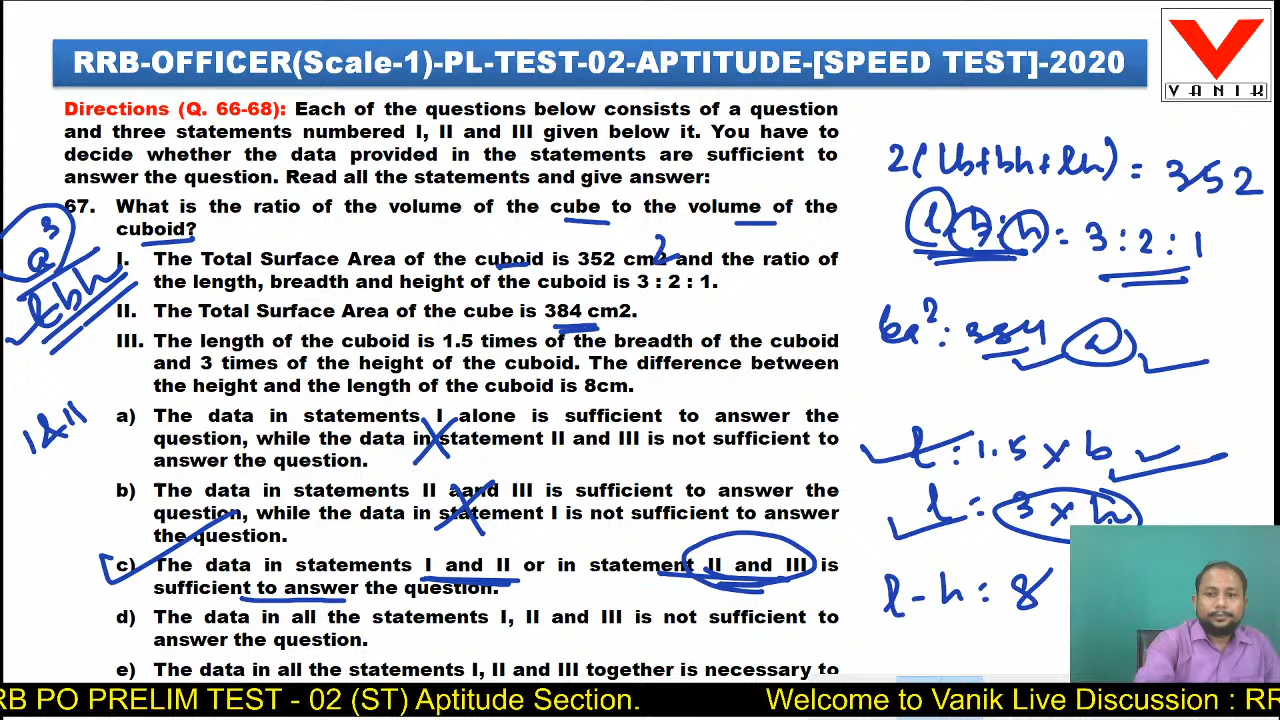 RRB-OFFICER(Scale-1)-PL-TEST-02-APTITUDE-[SPEED TEST]-2020
VANIK
Directions (Q. 66-68): Each of the questions below consists of a question
and three statements numbered I, II and III given below it. You have to
decide whether the data provided in the statements are sufficient to
answer the question. Read all the statements and give answer:
67. What is the ratio of the volume of the cube to the volume of the
cuboid?
I. The Total Surface Area of the cuboid is 352 cm2 and the ratio of
the length, breadth and height of the cuboid is 3 : 2 : 1.
II. The Total Surface Area of the cube is 384 cm2.
III. The length of the cuboid is 1.5 times of the breadth of the cuboid
and 3 times of the height of the cuboid. The difference between
the height and the length of the cuboid is 8cm.
a) The data in statements I alone is sufficient to answer the
question, while the data in statement II and III is not sufficient to
answer the question.
b) The data in statements II aand III is sufficient to answer the
question, while the data in statement I is not sufficient to answer
the question.
c) The data in statements I and II or in statement II and III is
sufficient to answer the question.
d) The data in all the statements I, II and III is not sufficient to
answer the question.
e) The data in all the statements I, II and III together is necessary to
a³
lbh
2
I & II
2(lb+bh+lh) = 352
l : b : h = 3 : 2 : 1
6a² : 384 a
l : 1.5 × b
l = 3 × h
l - h : 8
RB PO PRELIM TEST - 02 (ST) Aptitude Section. Welcome to Vanik Live Discussion : RR